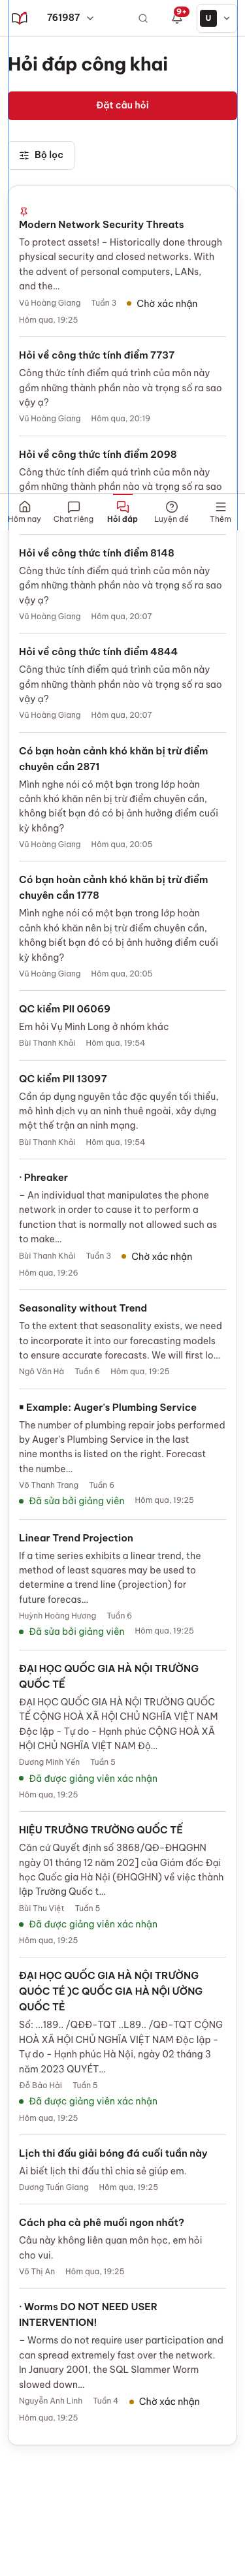 761987
9+
U
Hỏi đáp công khai
Đặt câu hỏi
Bộ lọc
Modern Network Security Threats
To protect assets! – Historically done through
physical security and closed networks. With
the advent of personal computers, LANs,
and the…
Vũ Hoàng Giang Tuần 3 Chờ xác nhận
Hôm qua, 19:25
Hỏi về công thức tính điểm 7737
Công thức tính điểm quá trình của môn này
gồm những thành phần nào và trọng số ra sao
vậy ạ?
Vũ Hoàng Giang Hôm qua, 20:19
Hỏi về công thức tính điểm 2098
Công thức tính điểm quá trình của môn này
gồm những thành phần nào và trọng số ra sao
Hôm nay Chat riêng Hỏi đáp Luyện đề Thêm
Hỏi về công thức tính điểm 8148
Công thức tính điểm quá trình của môn này
gồm những thành phần nào và trọng số ra sao
vậy ạ?
Vũ Hoàng Giang Hôm qua, 20:07
Hỏi về công thức tính điểm 4844
Công thức tính điểm quá trình của môn này
gồm những thành phần nào và trọng số ra sao
vậy ạ?
Vũ Hoàng Giang Hôm qua, 20:07
Có bạn hoàn cảnh khó khăn bị trừ điểm
chuyên cần 2871
Mình nghe nói có một bạn trong lớp hoàn
cảnh khó khăn nên bị trừ điểm chuyên cần,
không biết bạn đó có bị ảnh hưởng điểm cuối
kỳ không?
Vũ Hoàng Giang Hôm qua, 20:05
Có bạn hoàn cảnh khó khăn bị trừ điểm
chuyên cần 1778
Mình nghe nói có một bạn trong lớp hoàn
cảnh khó khăn nên bị trừ điểm chuyên cần,
không biết bạn đó có bị ảnh hưởng điểm cuối
kỳ không?
Vũ Hoàng Giang Hôm qua, 20:05
QC kiểm PII 06069
Em hỏi Vụ Minh Long ở nhóm khác
Bùi Thanh Khải Hôm qua, 19:54
QC kiểm PII 13097
Cần áp dụng nguyên tắc đặc quyền tối thiểu,
mô hình dịch vụ an ninh thuê ngoài, xây dựng
một thế trận an ninh mạng.
Bùi Thanh Khải Hôm qua, 19:54
· Phreaker
– An individual that manipulates the phone
network in order to cause it to perform a
function that is normally not allowed such as
to make…
Bùi Thanh Khải Tuần 3 Chờ xác nhận
Hôm qua, 19:26
Seasonality without Trend
To the extent that seasonality exists, we need
to incorporate it into our forecasting models
to ensure accurate forecasts. We will first lo…
Ngô Văn Hà Tuần 6 Hôm qua, 19:25
▪ Example: Auger's Plumbing Service
The number of plumbing repair jobs performed
by Auger's Plumbing Service in the last
nine months is listed on the right. Forecast
the numbe…
Võ Thanh Trang Tuần 6
Đã sửa bởi giảng viên Hôm qua, 19:25
Linear Trend Projection
If a time series exhibits a linear trend, the
method of least squares may be used to
determine a trend line (projection) for
future forecas…
Huỳnh Hoàng Hương Tuần 6
Đã sửa bởi giảng viên Hôm qua, 19:25
ĐẠI HỌC QUỐC GIA HÀ NỘI TRƯỜNG
QUỐC TẾ
ĐẠI HỌC QUỐC GIA HÀ NỘI TRƯỜNG QUỐC
TẾ CỘNG HOÀ XÃ HỘI CHỦ NGHĨA VIỆT NAM
Độc lập - Tự do - Hạnh phúc CỘNG HOÀ XÃ
HỘI CHỦ NGHĨA VIỆT NAM Độ…
Dương Minh Yến Tuần 5
Đã được giảng viên xác nhận
Hôm qua, 19:25
HIỆU TRƯỞNG TRƯỜNG QUỐC TẾ
Căn cứ Quyết định số 3868/QĐ-ĐHQGHN
ngày 01 tháng 12 năm 202] của Giám đốc Đại
học Quốc gia Hà Nội (ĐHQGHN) về việc thành
lập Trường Quốc t…
Bùi Thu Việt Tuần 5
Đã được giảng viên xác nhận
Hôm qua, 19:25
ĐẠI HỌC QUỐC GIA HÀ NỘI TRƯỜNG
QUÓC TÉ )C QUỐC GIA HÀ NỘI ƯỜNG
QUỐC TẺ
Số: ...189.. /QĐĐ-TQT ..L89.. /QĐ-TQT CỘNG
HOÀ XÃ HỘI CHỦ NGHĨA VIỆT NAM Độc lập -
Tự do - Hạnh phúc Hà Nội, ngày 02 tháng 3
năm 2023 QUYẾT…
Đỗ Bảo Hải Tuần 5
Đã được giảng viên xác nhận
Hôm qua, 19:25
Lịch thi đấu giải bóng đá cuối tuần này
Ai biết lịch thi đấu thì chia sẻ giúp em.
Dương Tuấn Giang Hôm qua, 19:25
Cách pha cà phê muối ngon nhất?
Câu này không liên quan môn học, em hỏi
cho vui.
Võ Thị An Hôm qua, 19:25
· Worms DO NOT NEED USER
INTERVENTION!
– Worms do not require user participation and
can spread extremely fast over the network.
In January 2001, the SQL Slammer Worm
slowed down…
Nguyễn Anh Linh Tuần 4 Chờ xác nhận
Hôm qua, 19:25